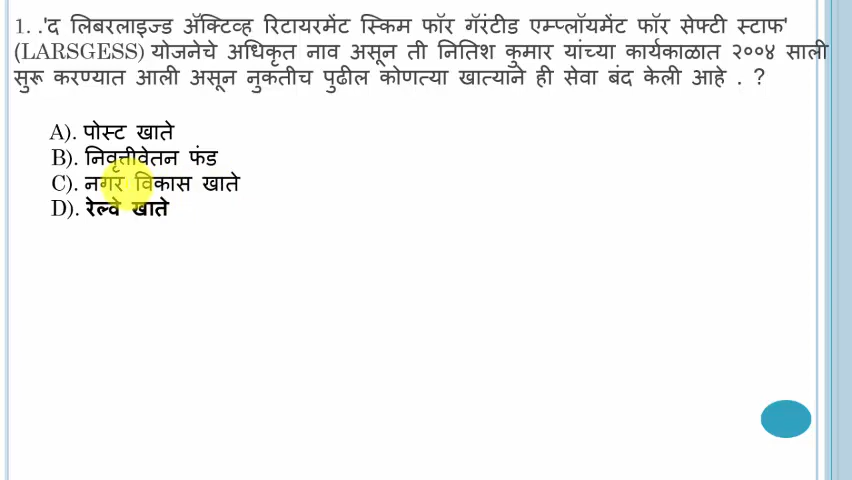 1. .'द लिबरलाइज्ड ॲक्टिव्ह रिटायरमेंट स्किम फॉर गॅरंटीड एम्प्लॉयमेंट फॉर सेफ्टी स्टाफ'
(LARSGESS) योजनेचे अधिकृत नाव असून ती नितिश कुमार यांच्या कार्यकाळात २००४ साली
सुरू करण्यात आली असून नुकतीच पुढील कोणत्या खात्याने ही सेवा बंद केली आहे . ?
A). पोस्ट खाते
B). निवृत्तीवेतन फंड
C). नगर विकास खाते
D). रेल्वे खाते